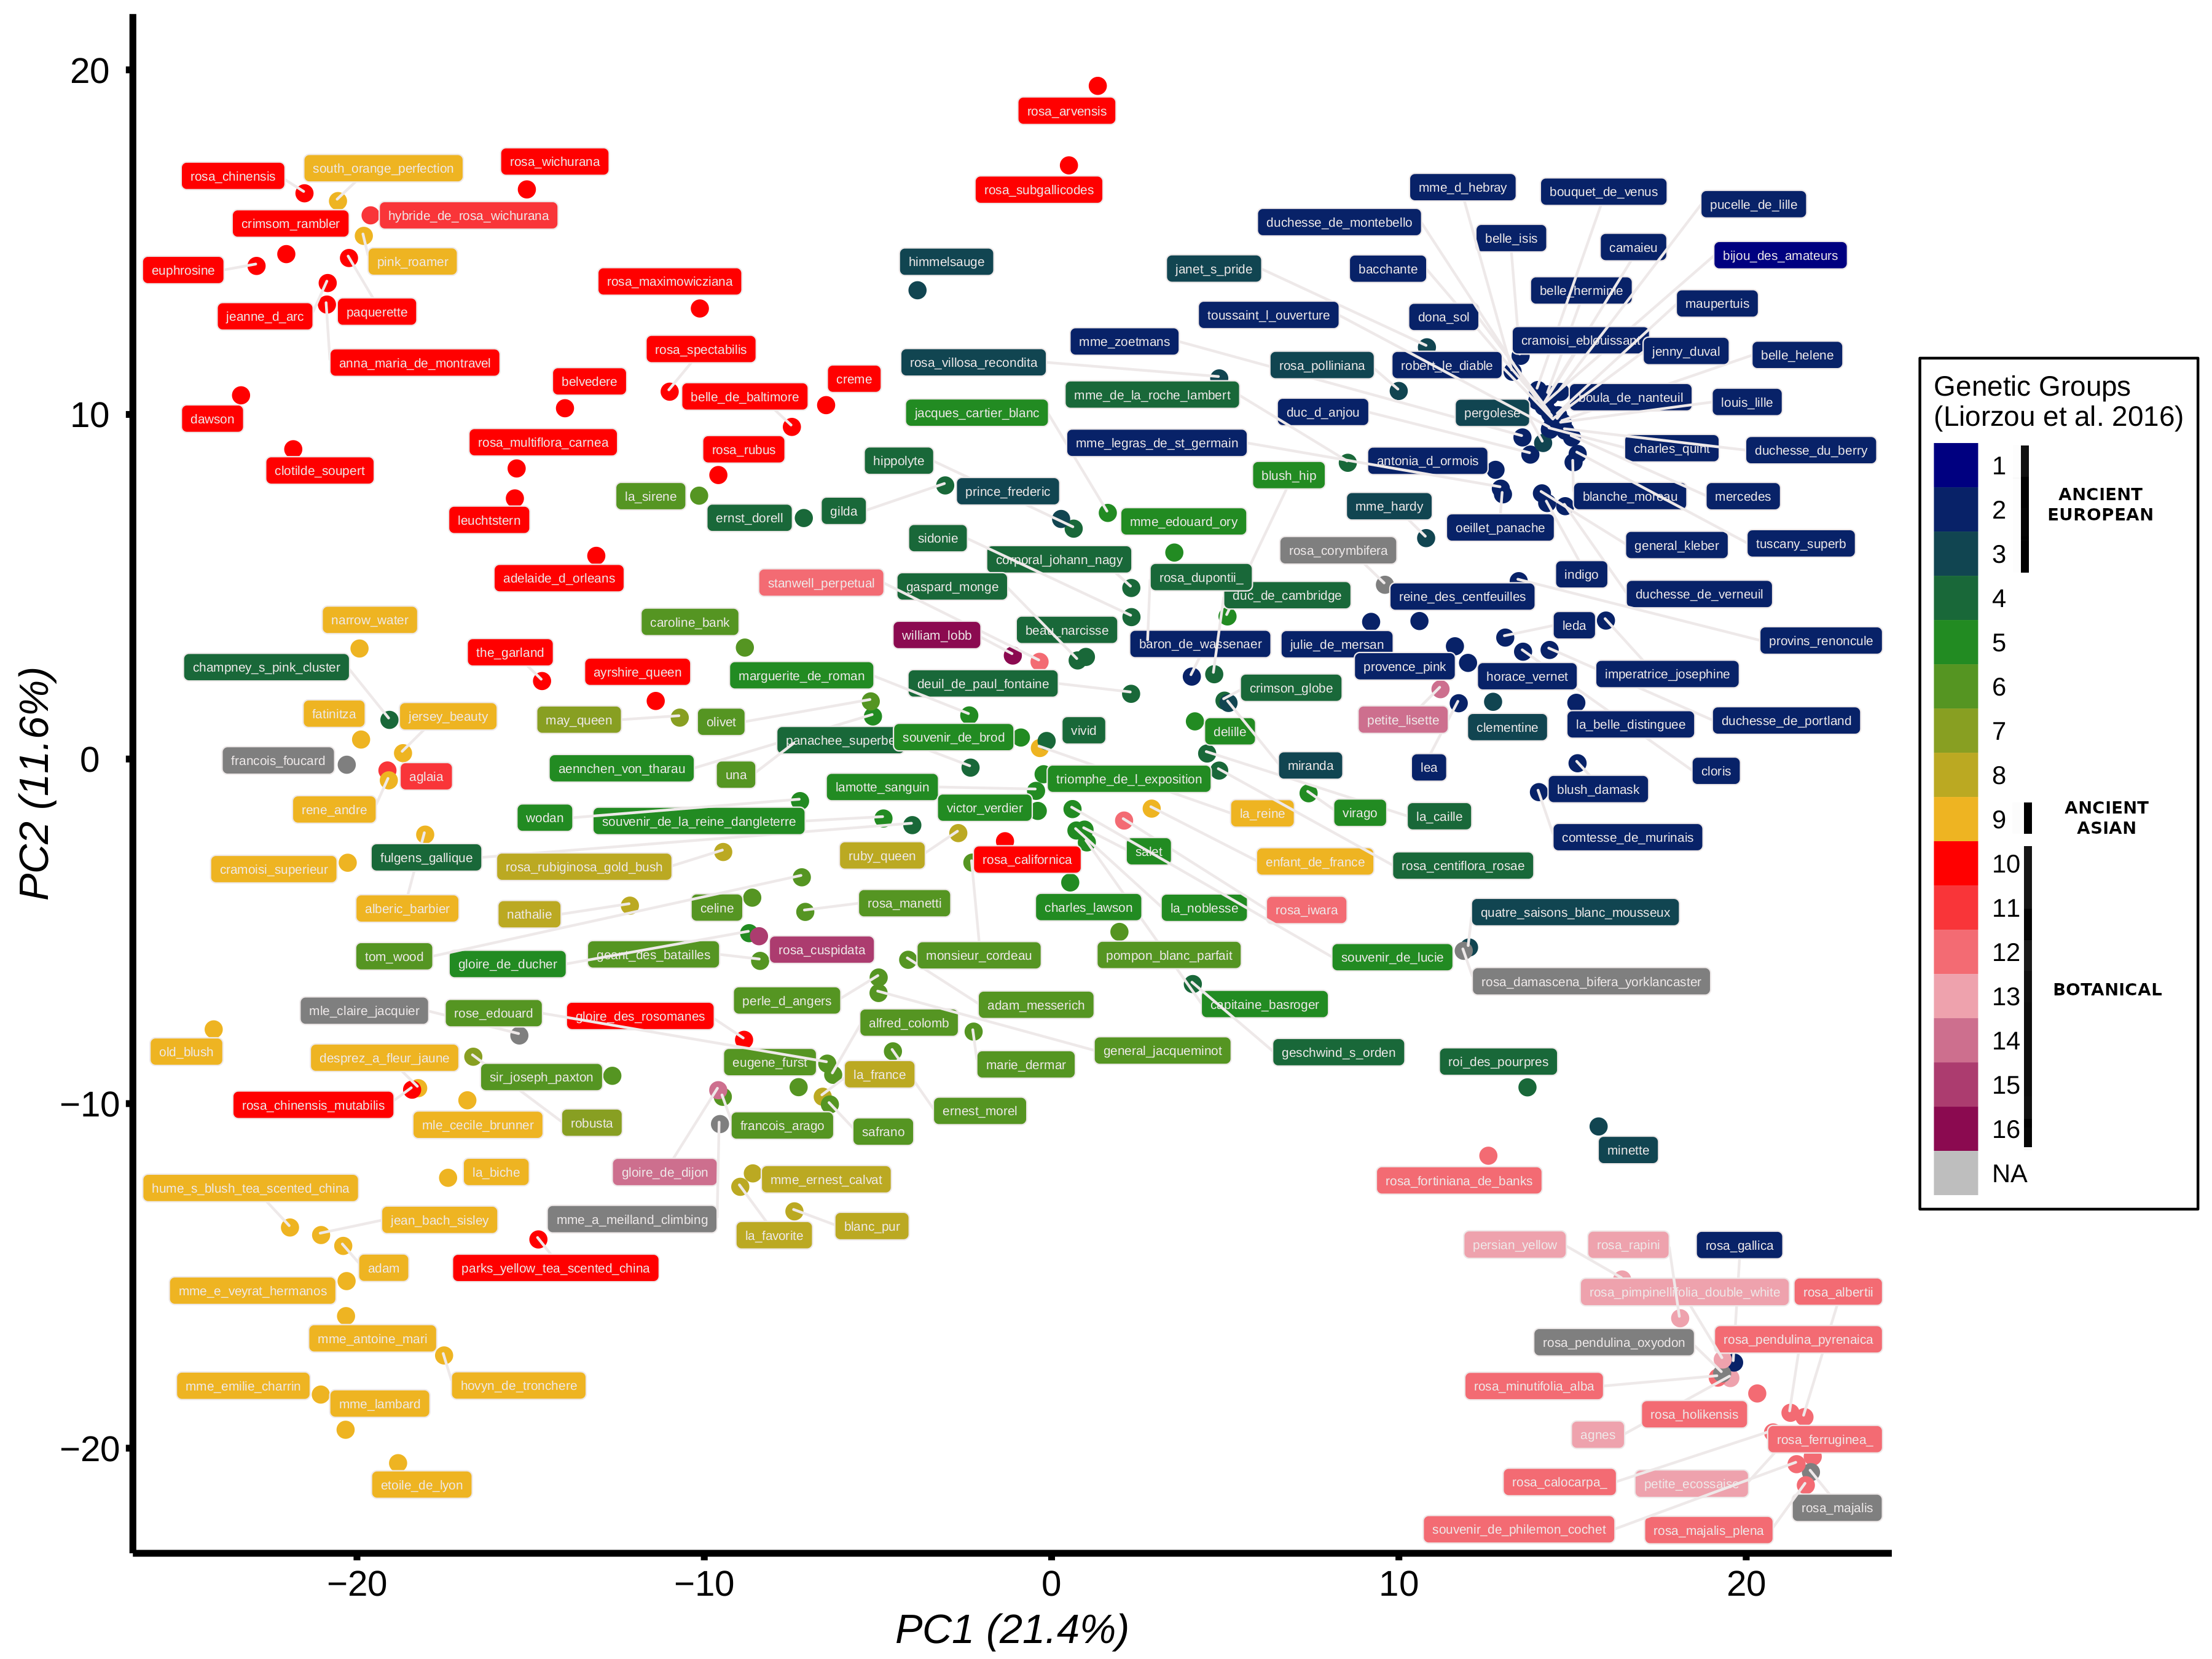 20
10
0
−10
−20
PC2 (11.6%)
−20
−10
0
10
20
PC1 (21.4%)
rosa_arvensis
rosa_subgallicodes
rosa_wichurana
south_orange_perfection
rosa_chinensis
hybride_de_rosa_wichurana
crimsom_rambler
pink_roamer
euphrosine
jeanne_d_arc
paquerette
anna_maria_de_montravel
rosa_maximowicziana
himmelsauge
rosa_spectabilis
belvedere
belle_de_baltimore
creme
dawson
rosa_multiflora_carnea
rosa_rubus
clotilde_soupert
la_sirene
leuchtstern
ernst_dorell
gilda
adelaide_d_orleans
mme_d_hebray
bouquet_de_venus
pucelle_de_lille
duchesse_de_montebello
belle_isis
camaieu
bijou_des_amateurs
janet_s_pride
bacchante
belle_herminie
maupertuis
toussaint_l_ouverture
dona_sol
mme_zoetmans
cramoisi_eblouissant
jenny_duval
belle_helene
rosa_villosa_recondita
rosa_polliniana
robert_le_diable
mme_de_la_roche_lambert
boula_de_nanteuil
louis_lille
jacques_cartier_blanc
duc_d_anjou
pergolese
mme_legras_de_st_germain
charles_quint
duchesse_du_berry
hippolyte
antonia_d_ormois
blush_hip
prince_frederic
blanche_moreau
mercedes
mme_hardy
mme_edouard_ory
oeillet_panache
sidonie
rosa_corymbifera
general_kleber
tuscany_superb
corporal_johann_nagy
stanwell_perpetual
gaspard_monge
rosa_dupontii_
indigo
duc_de_cambridge
reine_des_centfeuilles
duchesse_de_verneuil
narrow_water
caroline_bank
william_lobb
beau_narcisse
leda
baron_de_wassenaer
julie_de_mersan
provins_renoncule
the_garland
champney_s_pink_cluster
ayrshire_queen
marguerite_de_roman
provence_pink
deuil_de_paul_fontaine
crimson_globe
horace_vernet
imperatrice_josephine
fatinitza
jersey_beauty
may_queen
olivet
petite_lisette
clementine
la_belle_distinguee
duchesse_de_portland
panachee_superbe
souvenir_de_brod
vivid
delille
francois_foucard
aglaia
aennchen_von_tharau
una
miranda
lea
cloris
lamotte_sanguin
triomphe_de_l_exposition
blush_damask
rene_andre
wodan
souvenir_de_la_reine_dangleterre
victor_verdier
la_reine
virago
la_caille
comtesse_de_murinais
fulgens_gallique
cramoisi_superieur
rosa_rubiginosa_gold_bush
ruby_queen
rosa_californica
salet
enfant_de_france
rosa_centiflora_rosae
alberic_barbier
nathalie
celine
rosa_manetti
charles_lawson
la_noblesse
rosa_iwara
quatre_saisons_blanc_mousseux
tom_wood
gloire_de_ducher
geant_des_batailles
rosa_cuspidata
monsieur_cordeau
pompon_blanc_parfait
souvenir_de_lucie
rosa_damascena_bifera_yorklancaster
mle_claire_jacquier
rose_edouard
gloire_des_rosomanes
perle_d_angers
adam_messerich
capitaine_basroger
alfred_colomb
old_blush
desprez_a_fleur_jaune
eugene_furst
general_jacqueminot
geschwind_s_orden
marie_dermar
roi_des_pourpres
sir_joseph_paxton
la_france
rosa_chinensis_mutabilis
mle_cecile_brunner
robusta
francois_arago
safrano
ernest_morel
minette
la_biche
gloire_de_dijon
mme_ernest_calvat
rosa_fortiniana_de_banks
hume_s_blush_tea_scented_china
jean_bach_sisley
mme_a_meilland_climbing
la_favorite
blanc_pur
adam
parks_yellow_tea_scented_china
mme_e_veyrat_hermanos
mme_antoine_mari
mme_emilie_charrin
hovyn_de_tronchere
mme_lambard
etoile_de_lyon
persian_yellow
rosa_rapini
rosa_gallica
rosa_pimpinellifolia_double_white
rosa_albertii
rosa_pendulina_oxyodon
rosa_pendulina_pyrenaica
rosa_minutifolia_alba
rosa_holikensis
agnes
rosa_ferruginea_
rosa_calocarpa_
petite_ecossaise
rosa_majalis
souvenir_de_philemon_cochet
rosa_majalis_plena
Genetic Groups
(Liorzou et al. 2016)
1
2
3
4
5
6
7
8
9
10
11
12
13
14
15
16
NA
ANCIENT
EUROPEAN
ANCIENT
ASIAN
BOTANICAL